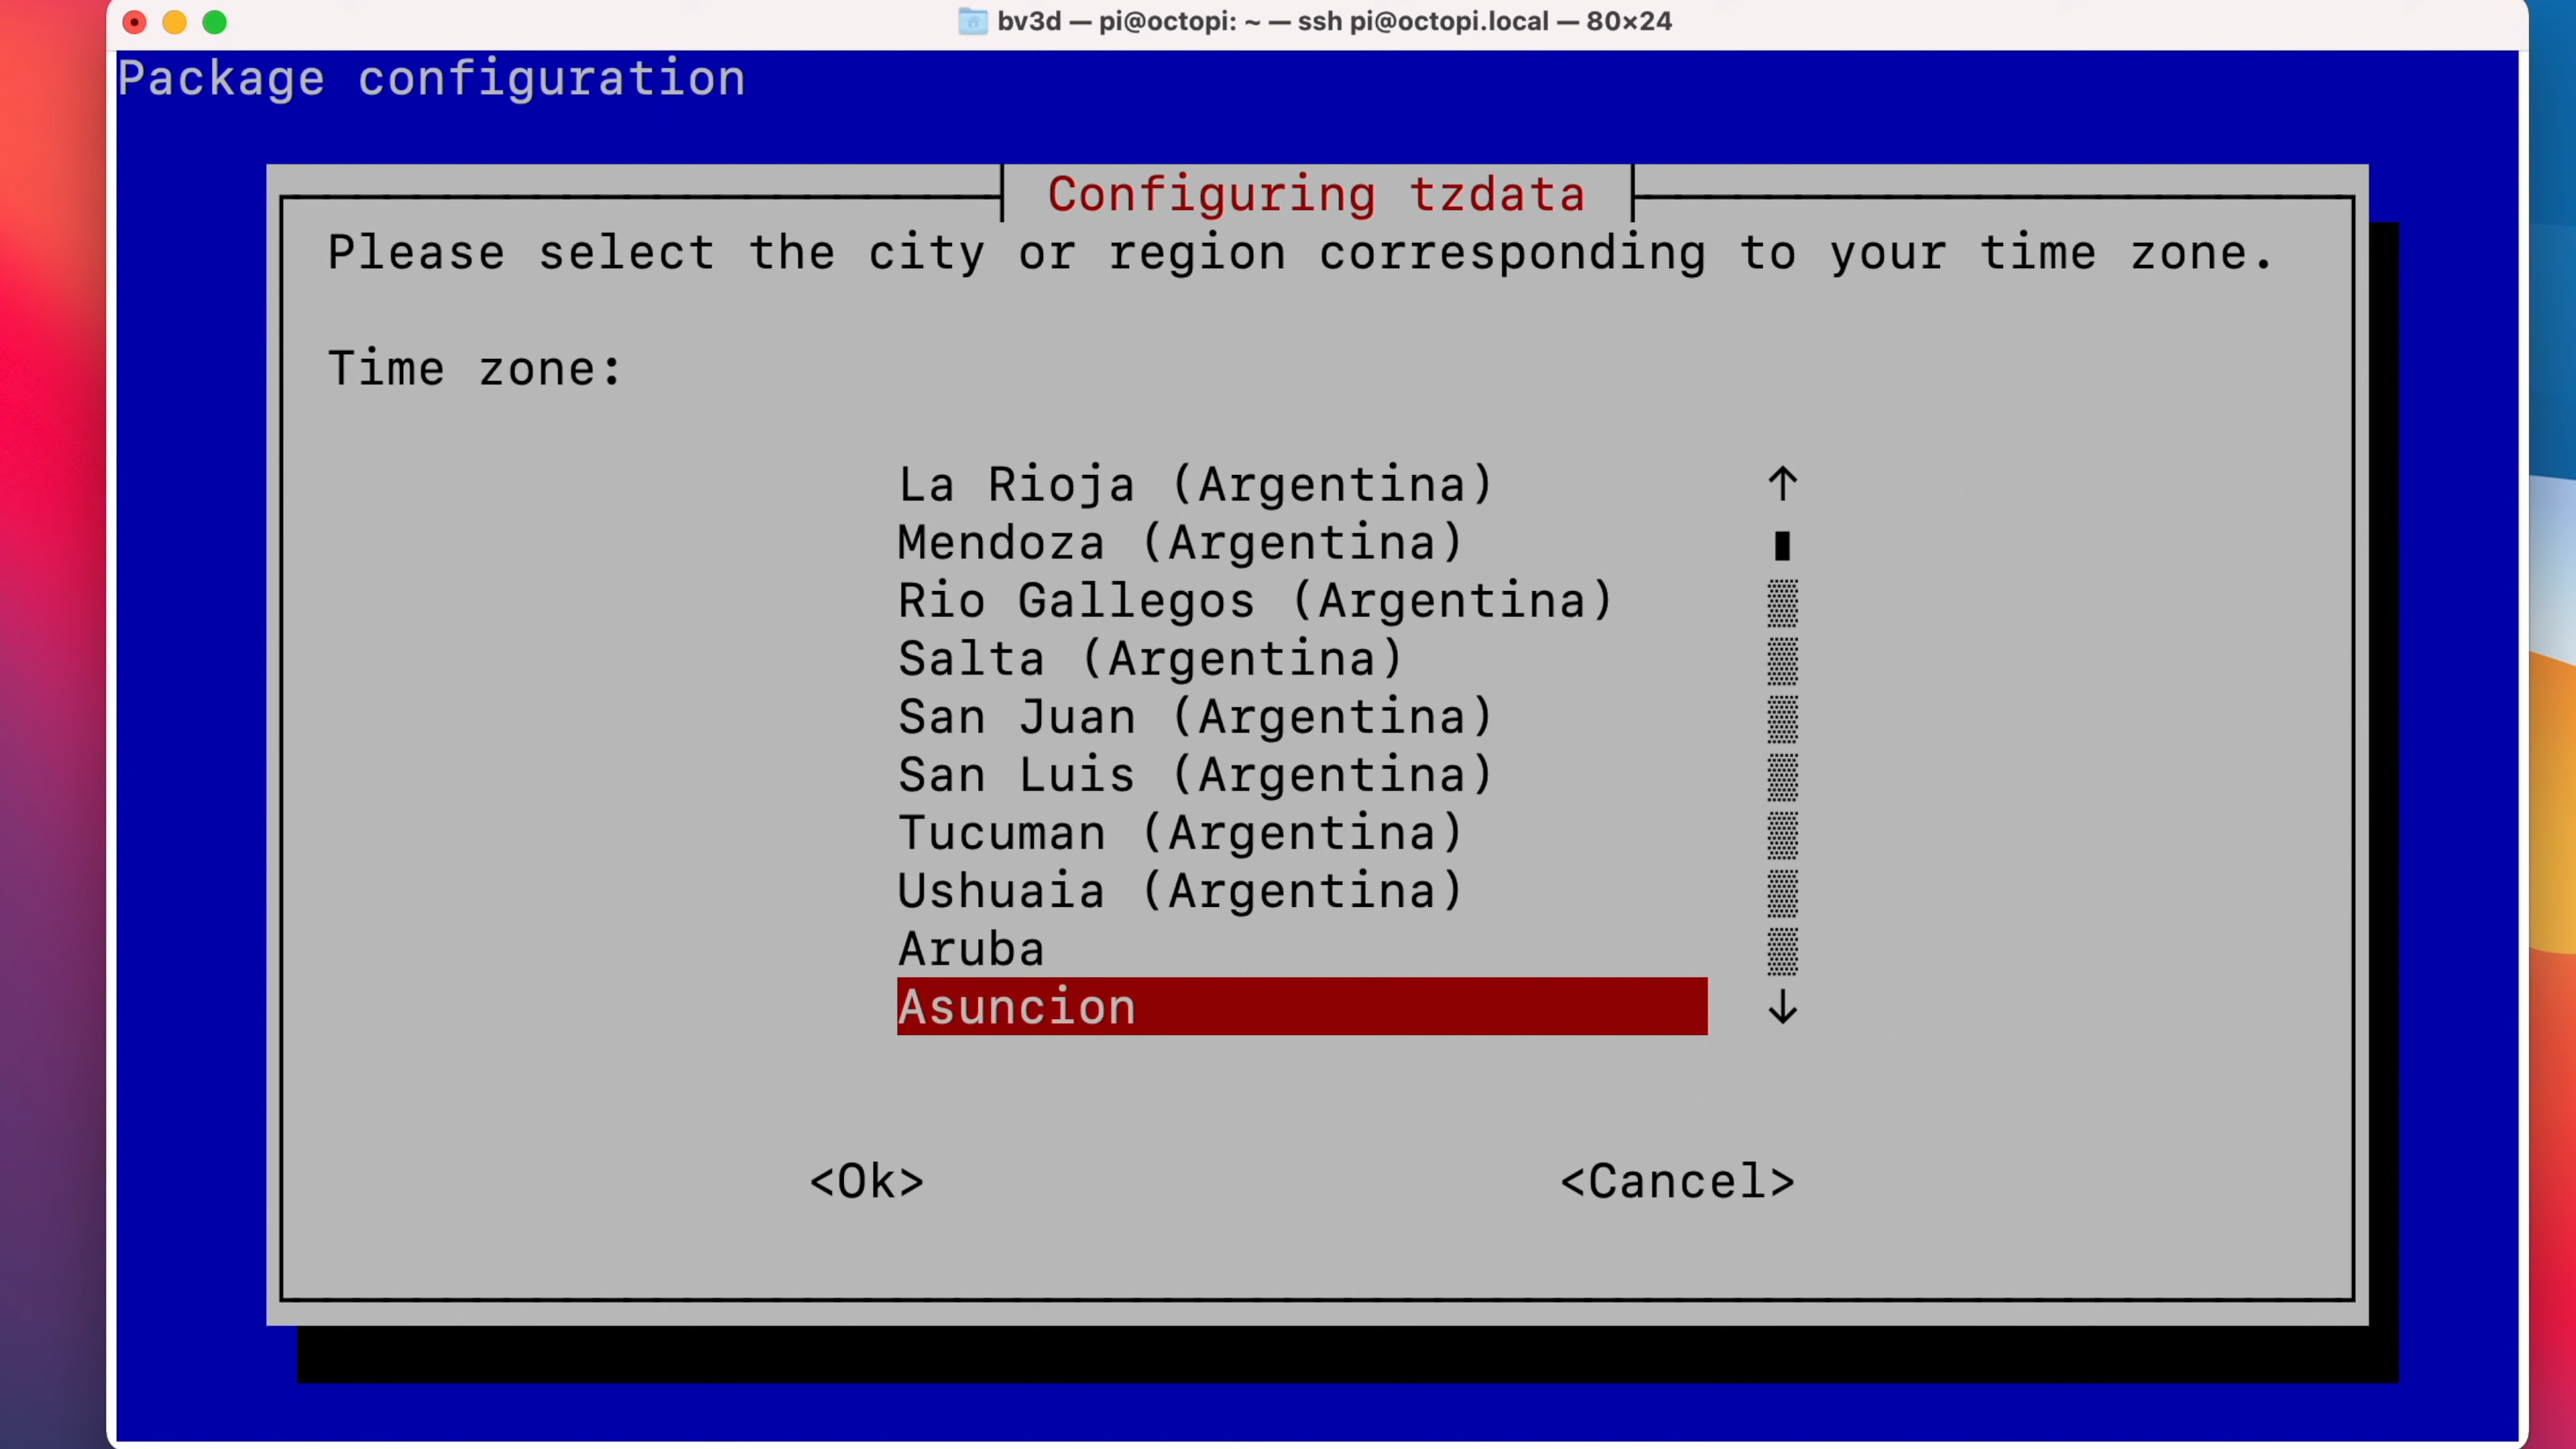 bv3d — pi@octopi: ~ — ssh pi@octopi.local — 80×24
Package configuration
Configuring tzdata
Please select the city or region corresponding to your time zone.
Time zone:
La Rioja (Argentina)
Mendoza (Argentina)
Rio Gallegos (Argentina)
Salta (Argentina)
San Juan (Argentina)
San Luis (Argentina)
Tucuman (Argentina)
Ushuaia (Argentina)
Aruba
Asuncion
<Ok> <Cancel>